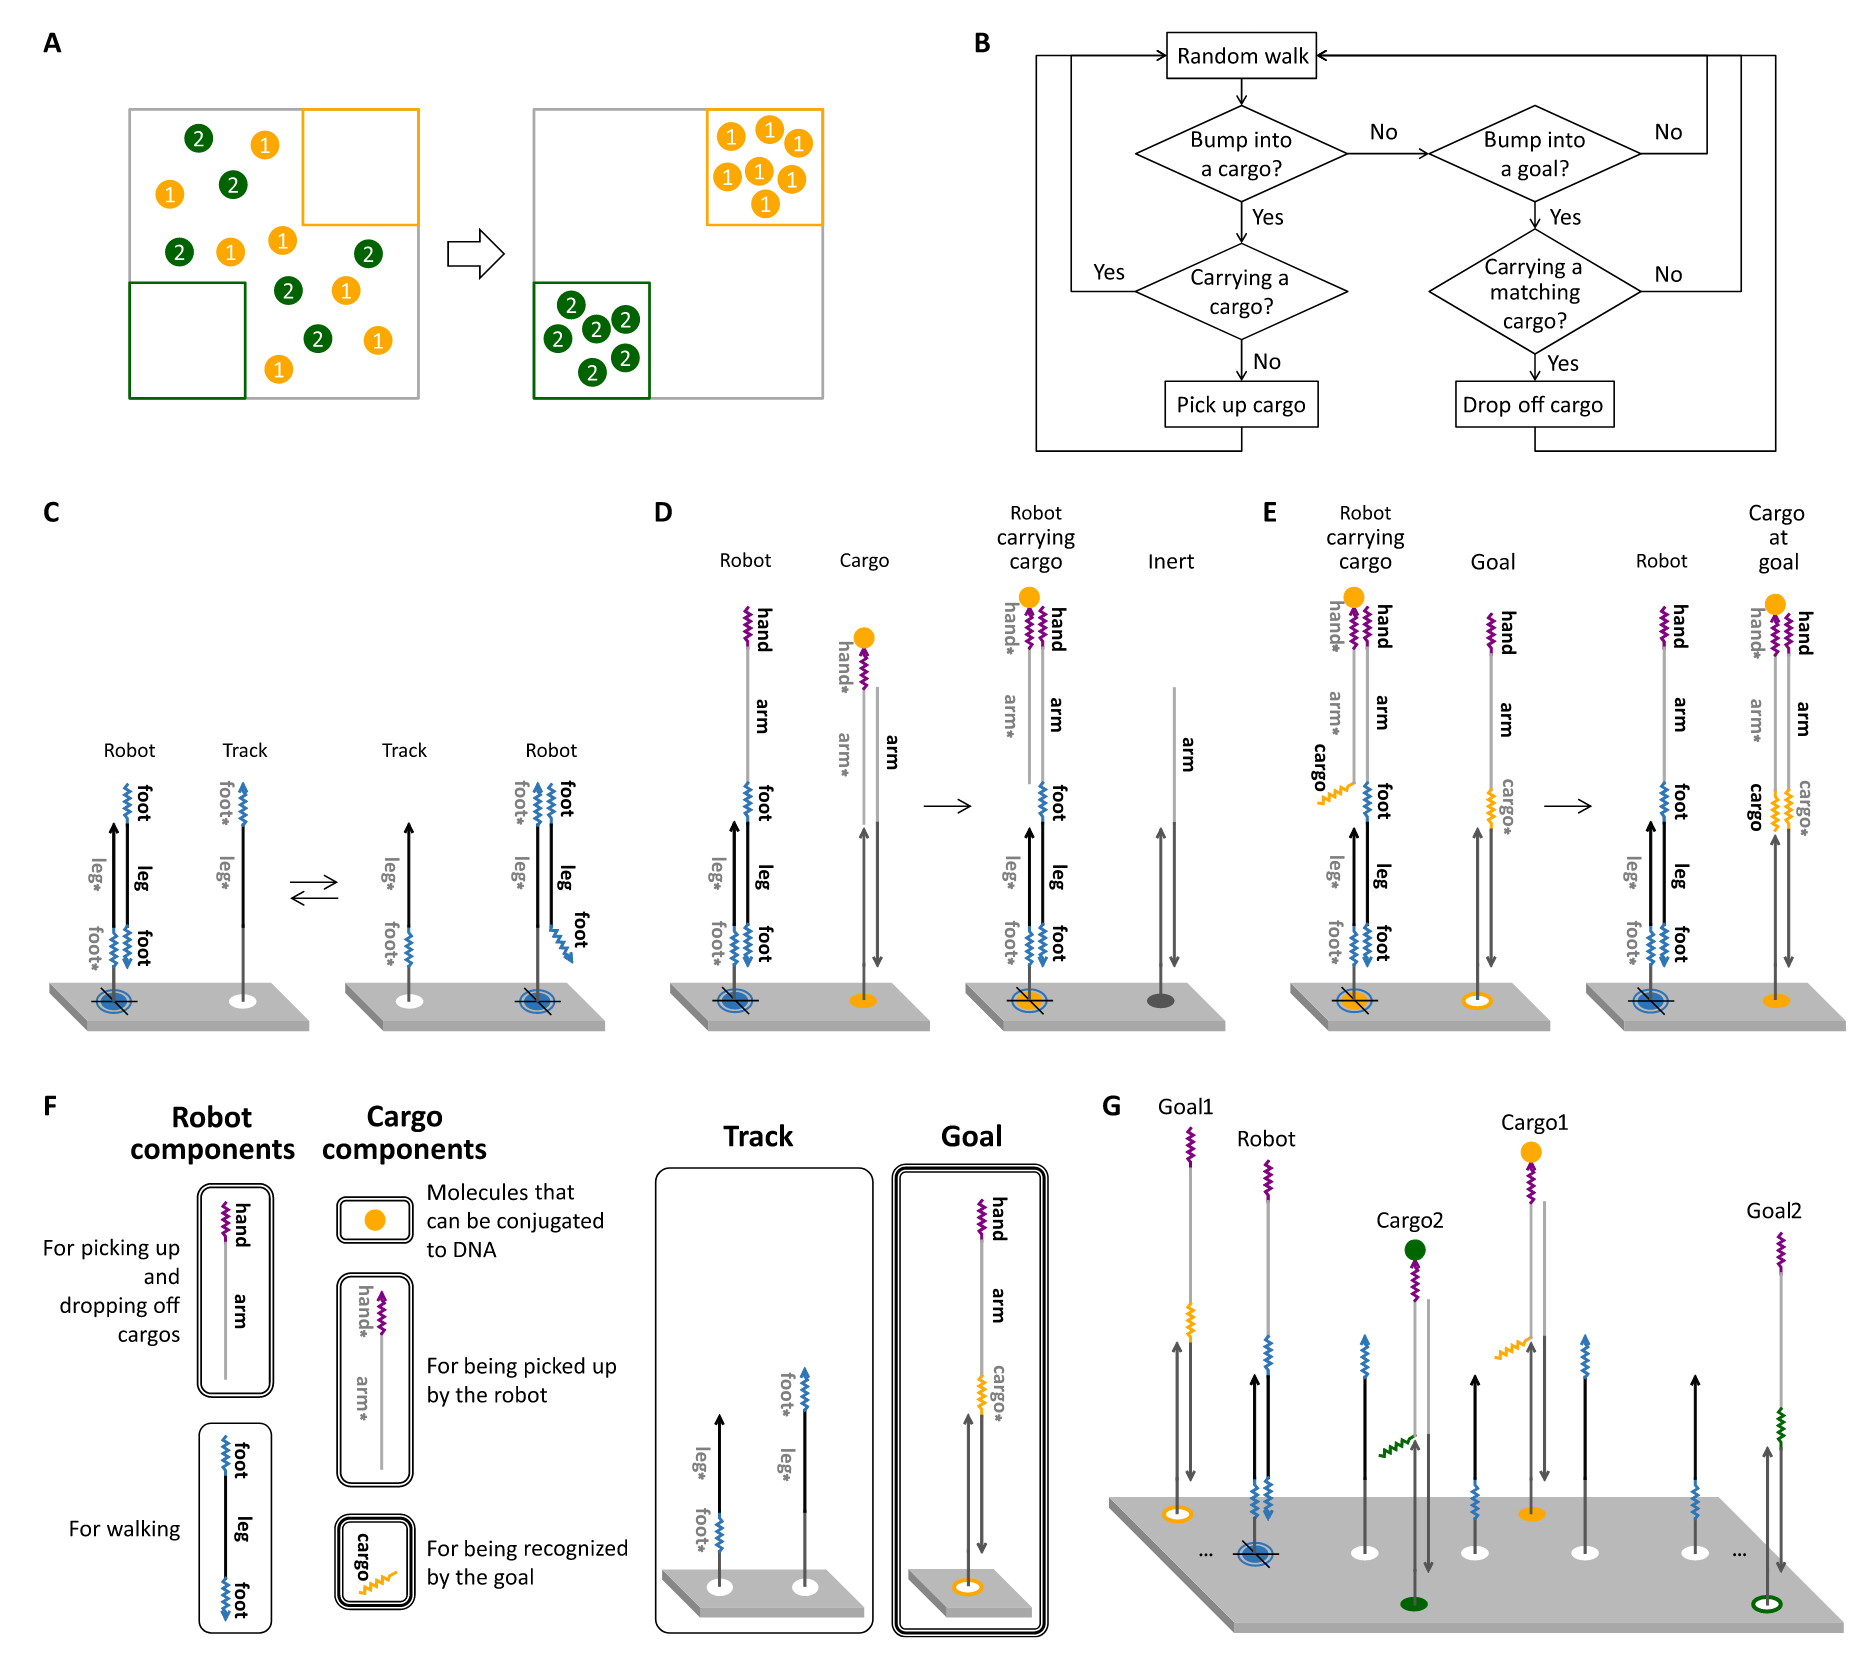 A
2
1
1
2
2
1
1
2
2
1
2
1
1
1
1
1
1
1
1
1
2
2
2
2
2
2
B
Random walk
Bump into
a cargo?
No
Bump into
a goal?
No
Yes
Yes
Yes
Carrying a
cargo?
Carrying a
matching
cargo?
No
No
Yes
Pick up cargo
Drop off cargo
C
Robot
Track
Track
Robot
foot
leg*
leg
foot*
foot
foot*
leg*
leg*
foot*
foot*
foot
leg*
leg
foot
D
Robot
Cargo
Robot
carrying
cargo
Inert
hand
arm
foot
leg*
leg
foot*
foot
hand*
arm*
arm
hand*
hand
arm*
arm
foot
leg*
leg
foot*
foot
arm
E
Robot
carrying
cargo
Goal
Robot
Cargo
at
goal
hand*
hand
arm*
arm
cargo
foot
leg*
leg
foot*
foot
hand
arm
cargo*
hand
arm
foot
leg*
leg
foot*
foot
hand*
hand
arm*
arm
cargo
cargo*
F
Robot
components
Cargo
components
Track
Goal
For picking up
and
dropping off
cargos
hand
arm
For walking
foot
leg
foot
Molecules that
can be conjugated
to DNA
hand*
arm*
For being picked up
by the robot
cargo
For being recognized
by the goal
leg*
foot*
foot*
leg*
hand
arm
cargo*
G
Goal1
Robot
Cargo2
Cargo1
Goal2
...
...